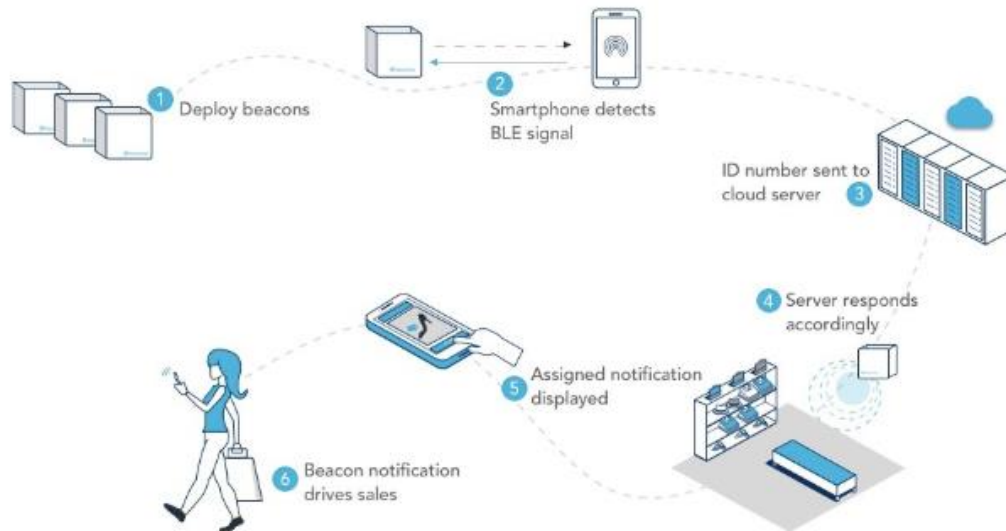 1 Deploy beacons
2
Smartphone detects
BLE signal
ID number sent to
cloud server 3
4 Server responds
accordingly
5 Assigned notification
displayed
6 Beacon notification
drives sales